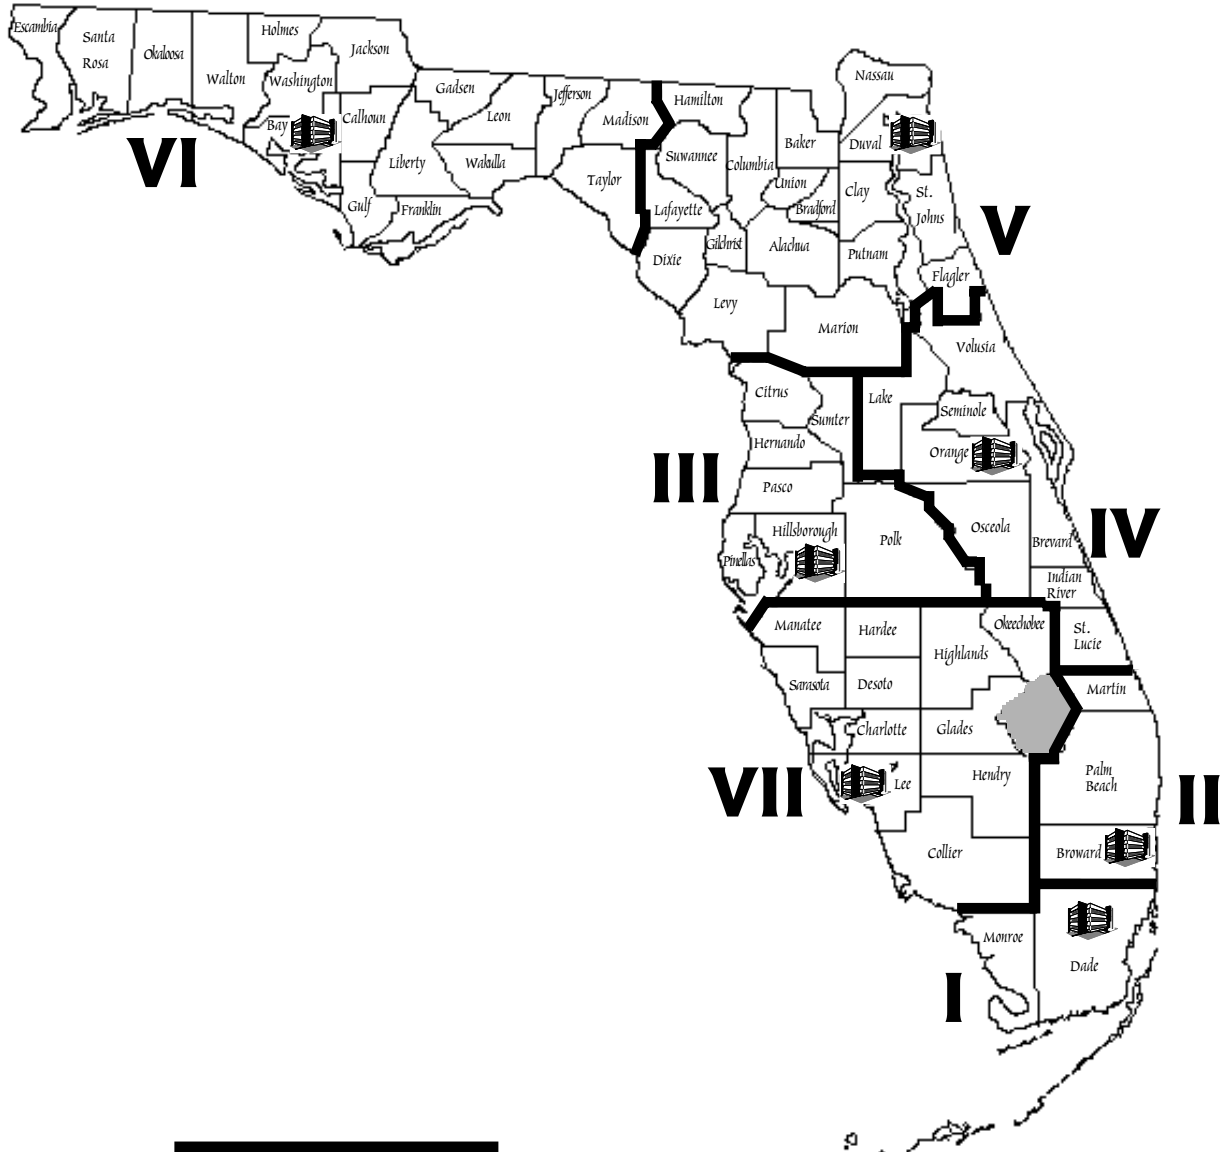 Escambia
Santa
Rosa
Okaloosa
Walton
Holmes
Washington
Jackson
Bay
Calhoun
Gulf
Liberty
Gadsen
Franklin
Leon
Wakulla
Jefferson
Madison
Taylor
VI
Hamilton
Suwannee
Lafayette
Dixie
Columbia
Gilchrist
Levy
Baker
Union
Bradford
Alachua
Marion
Nassau
Duval
Clay
Putnam
St.
Johns
Flagler
V
Volusia
Citrus
Sumter
Lake
Seminole
Hernando
Orange
III
Pasco
Hillsborough
Pinellas
Polk
Osceola
Brevard
IV
Indian
River
Manatee
Hardee
Highlands
Okeechobee
St.
Lucie
Sarasota
Desoto
Martin
Charlotte
Glades
VII
Lee
Hendry
Palm
Beach
II
Collier
Broward
Monroe
Dade
I